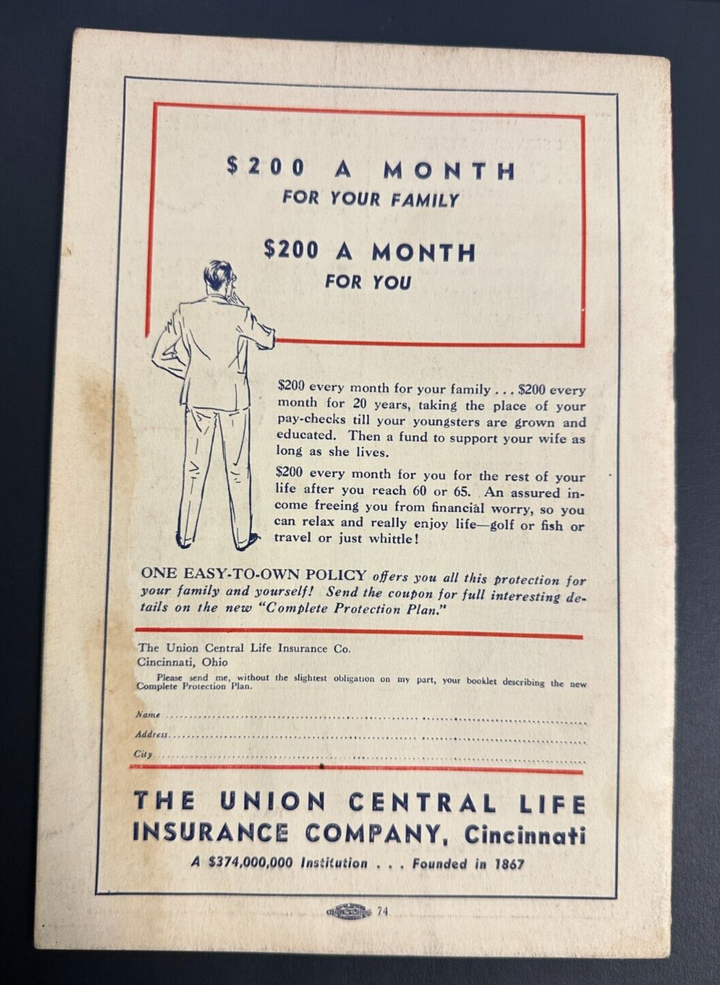 $200 A MONTH
FOR YOUR FAMILY
$200 A MONTH
FOR YOU
$200 every month for your family . . . $200 every
month for 20 years, taking the place of your
pay-checks till your youngsters are grown and
educated. Then a fund to support your wife as
long as she lives.
$200 every month for you for the rest of your
life after you reach 60 or 65. An assured in-
come freeing you from financial worry, so you
can relax and really enjoy life—golf or fish or
travel or just whittle!
ONE EASY-TO-OWN POLICY offers you all this protection for
your family and yourself! Send the coupon for full interesting de-
tails on the new "Complete Protection Plan."
The Union Central Life Insurance Co.
Cincinnati, Ohio
Please send me, without the slightest obligation on my part, your booklet describing the new
Complete Protection Plan.
Name
Address
City
THE UNION CENTRAL LIFE
INSURANCE COMPANY, Cincinnati
A $374,000,000 Institution . . . Founded in 1867
74